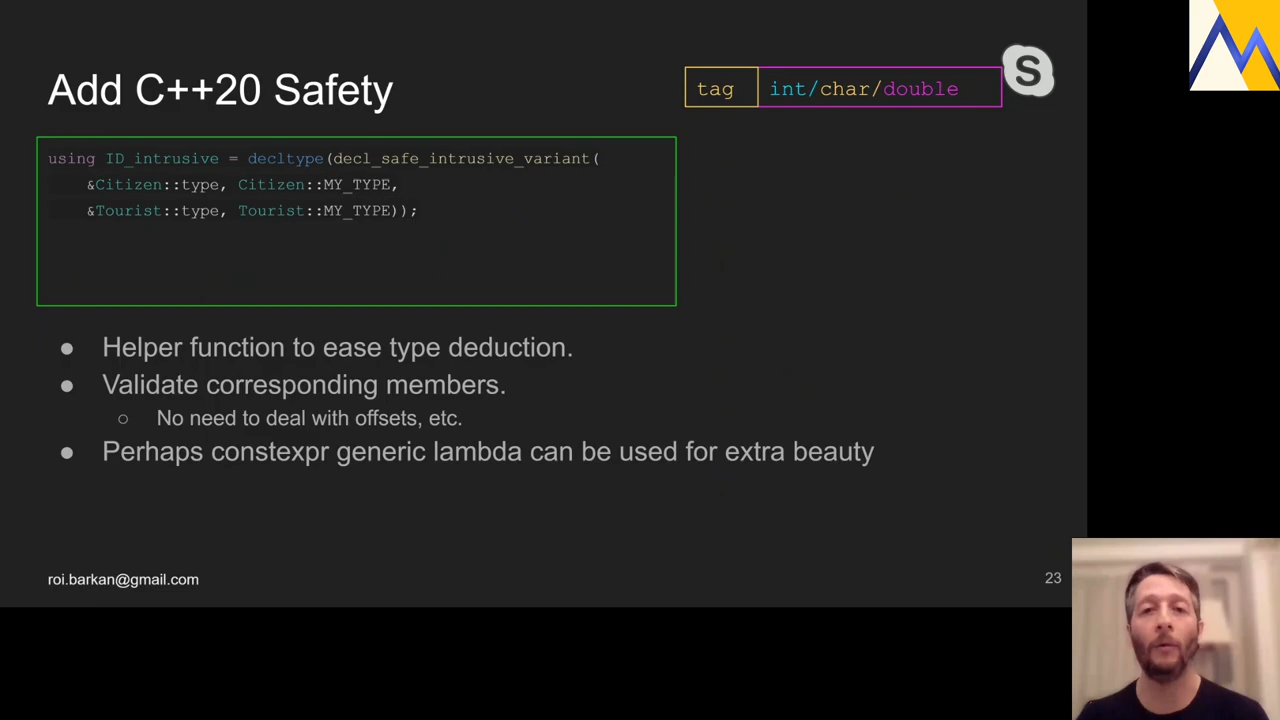 Add C++20 Safety
tag int/char/double
S
using ID_intrusive = decltype(decl_safe_intrusive_variant(
&Citizen::type, Citizen::MY_TYPE,
&Tourist::type, Tourist::MY_TYPE));
● Helper function to ease type deduction.
● Validate corresponding members.
○ No need to deal with offsets, etc.
● Perhaps constexpr generic lambda can be used for extra beauty
roi.barkan@gmail.com
23